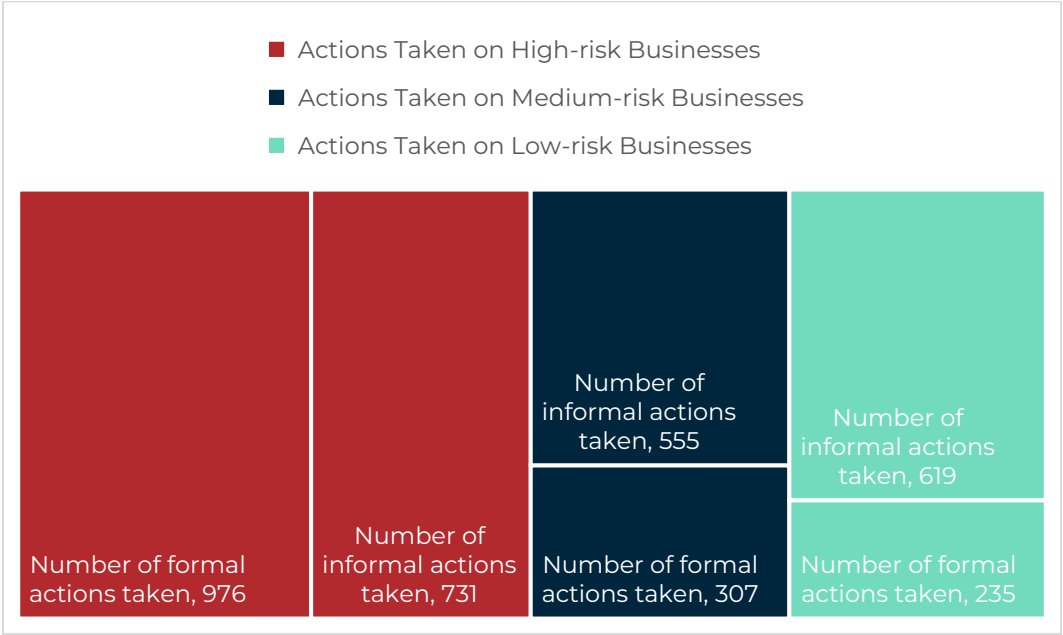 Actions Taken on High-risk Businesses
Actions Taken on Medium-risk Businesses
Actions Taken on Low-risk Businesses
Number of formal
actions taken, 976
Number of
informal actions
taken, 731
Number of
informal actions
taken, 555
Number of formal
actions taken, 307
Number of
informal actions
taken, 619
Number of formal
actions taken, 235